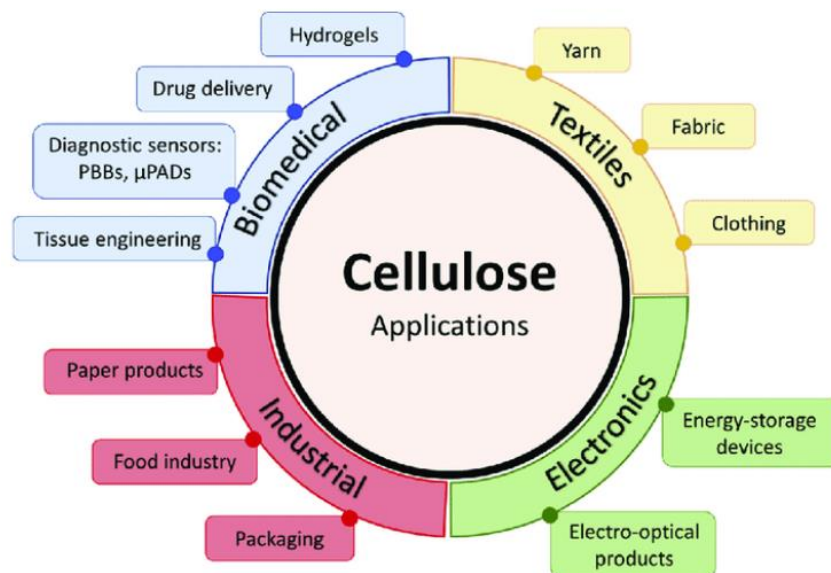 Hydrogels
Drug delivery
Diagnostic sensors:
PBBs, µPADs
Tissue engineering
Biomedical
Yarn
Fabric
Clothing
Textiles
Cellulose
Applications
Paper products
Food industry
Packaging
Industrial
Energy-storage
devices
Electro-optical
products
Electronics